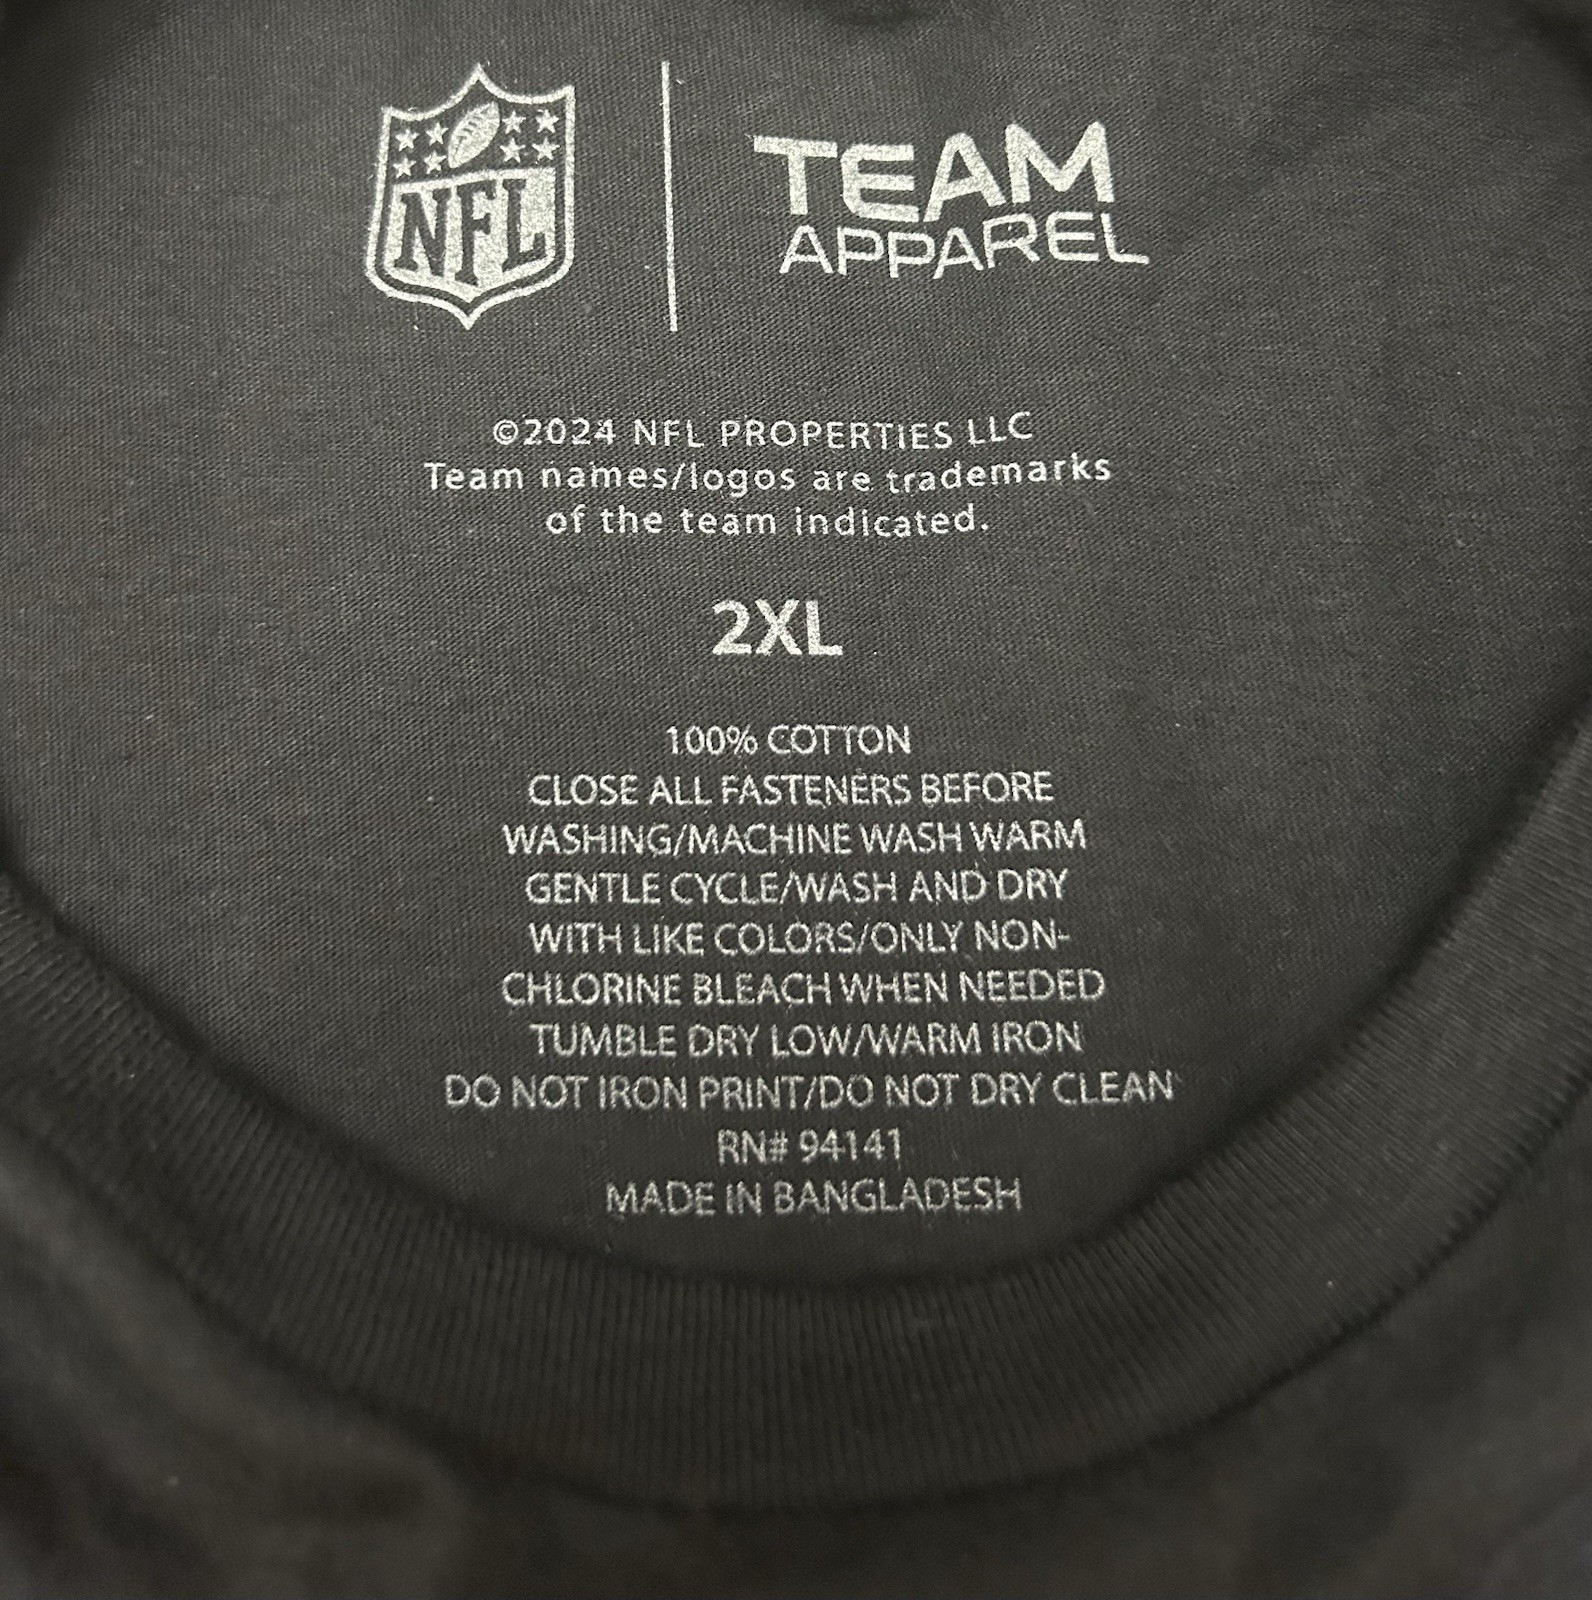 NFL
TEAM
APPAREL
©2024 NFL PROPERTIES LLC
Team names/logos are trademarks
of the team indicated.
2XL
100% COTTON
CLOSE ALL FASTENERS BEFORE
WASHING/MACHINE WASH WARM
GENTLE CYCLE/WASH AND DRY
WITH LIKE COLORS/ONLY NON-
CHLORINE BLEACH WHEN NEEDED
TUMBLE DRY LOW/WARM IRON
DO NOT IRON PRINT/DO NOT DRY CLEAN
RN# 94141
MADE IN BANGLADESH